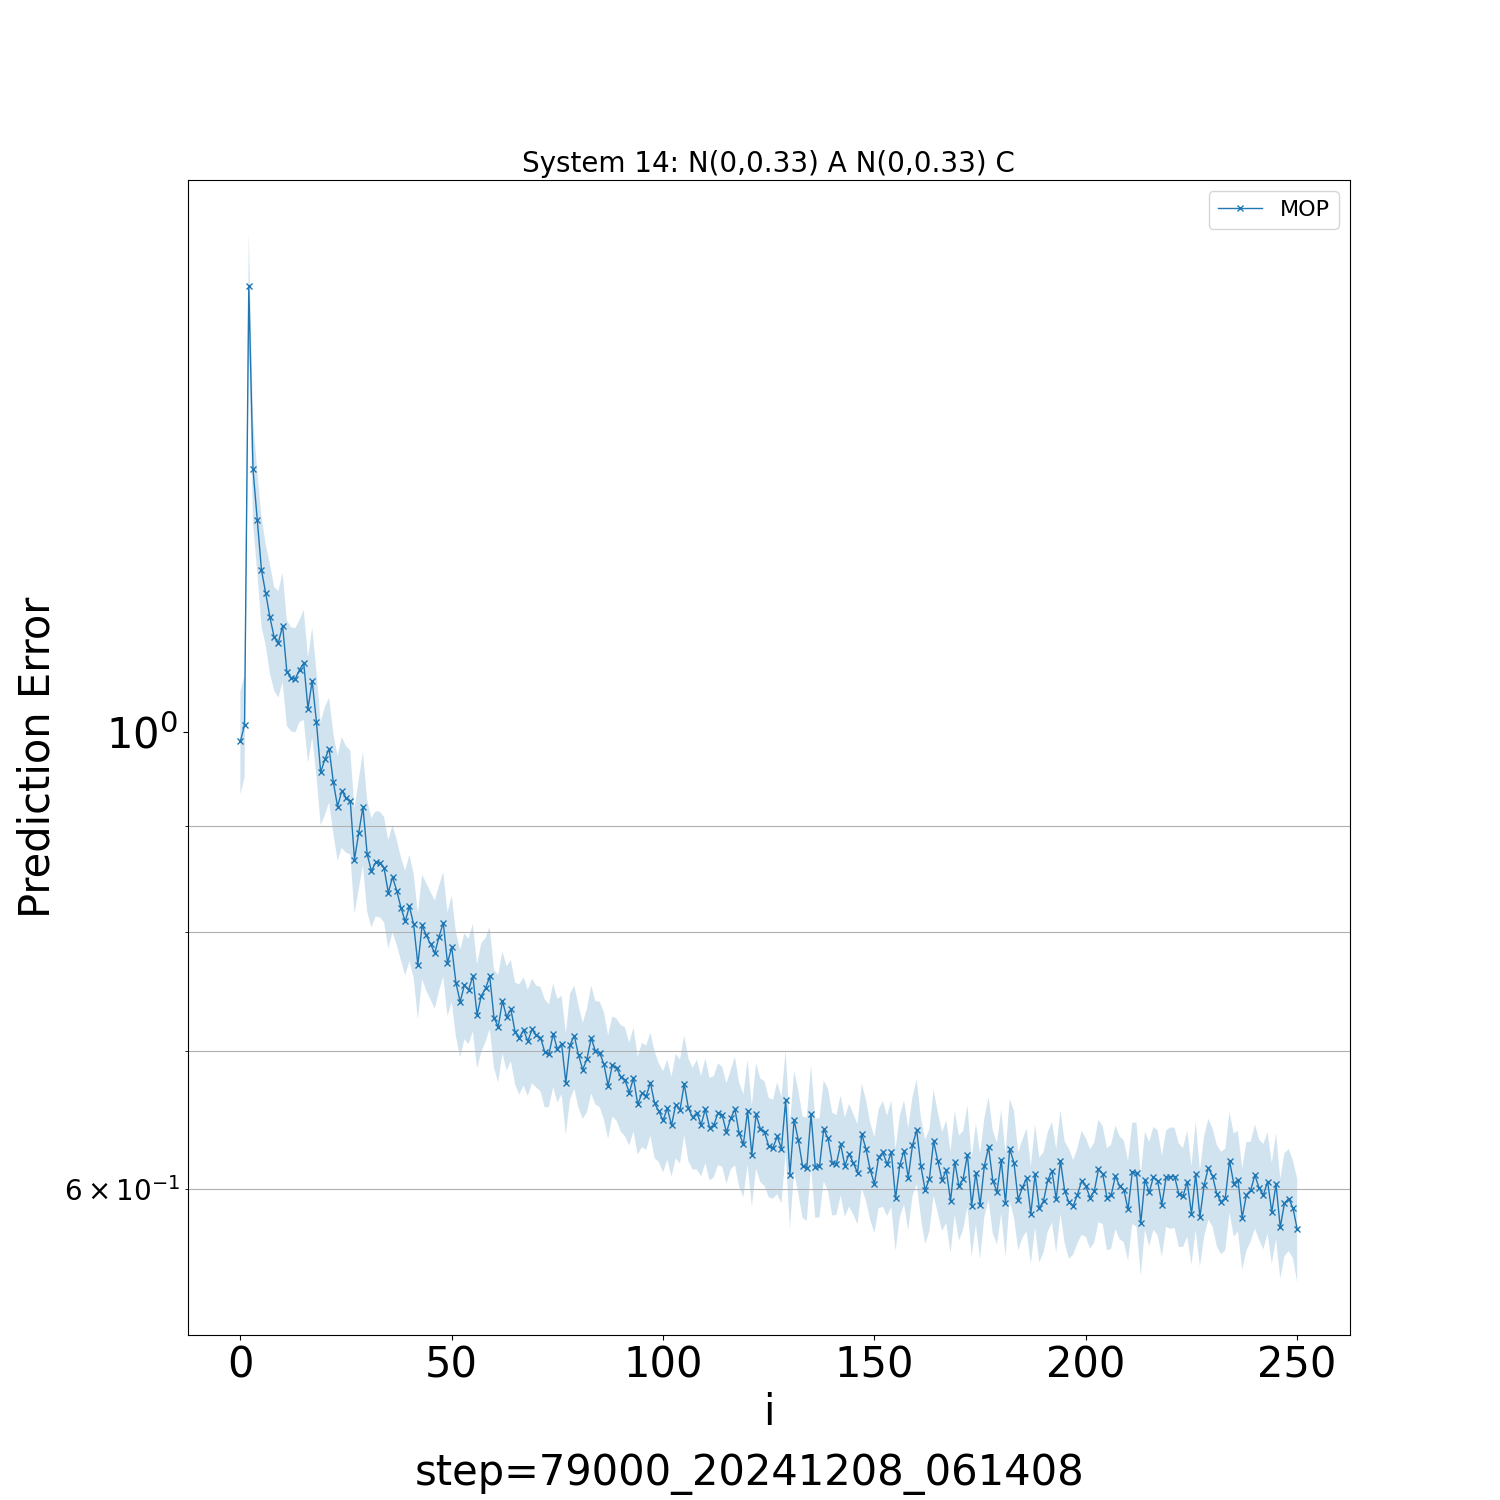 System 14: N(0,0.33) A N(0,0.33) C
MOP
Prediction Error
10⁰
6 × 10⁻¹
0 50 100 150 200 250
i
step=79000_20241208_061408